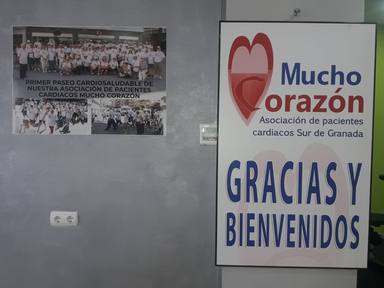 PRIMER PASEO CARDIOSALUDABLE DE
NUESTRA ASOCIACIÓN DE PACIENTES
CARDIACOS MUCHO CORAZÓN
Mucho
Corazón
Asociación de pacientes
cardiacos Sur de Granada
GRACIAS Y
BIENVENIDOS